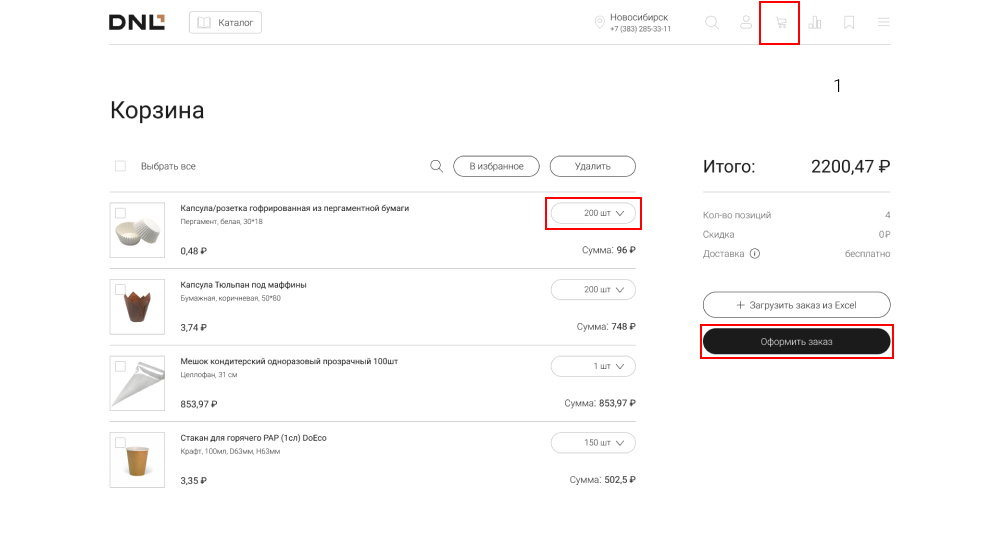 DNL
Каталог
Новосибирск
+7 (383) 285-33-11
1
Корзина
Выбрать все
В избранное
Удалить
Итого: 2200,47 ₽
Капсула/розетка гофрированная из пергаментной бумаги
200 шт
Пергамент, белая, 30*18
0,48 ₽
Сумма: 96 ₽
Капсула Тюльпан под маффины
200 шт
Бумажная, коричневая, 50*80
3,74 ₽
Сумма: 748 ₽
Мешок кондитерский одноразовый прозрачный 100шт
1 шт
Целлофан, 31 см
853,97 ₽
Сумма: 853,97 ₽
Стакан для горячего PAP (1сл) DoEco
150 шт
Крафт, 100мл, D63мм, H63мм
3,35 ₽
Сумма: 502,5 ₽
Кол-во позиций 4
Скидка 0 ₽
Доставка бесплатно
Загрузить заказ из Excel
Оформить заказ